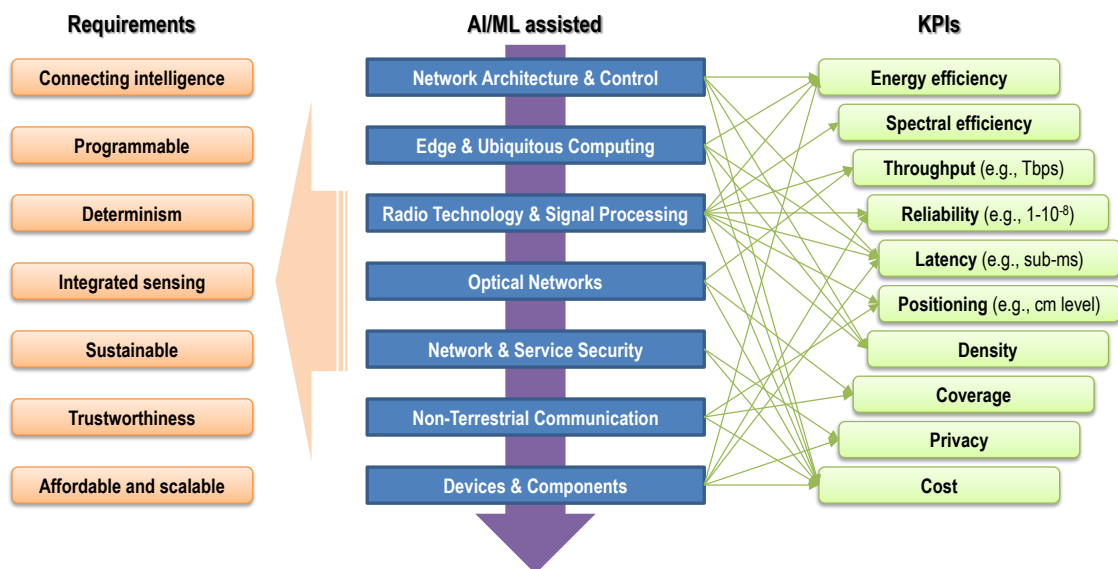 Requirements
Connecting intelligence
Programmable
Determinism
Integrated sensing
Sustainable
Trustworthiness
Affordable and scalable
AI/ML assisted
Network Architecture & Control
Edge & Ubiquitous Computing
Radio Technology & Signal Processing
Optical Networks
Network & Service Security
Non-Terrestrial Communication
Devices & Components
KPIs
Energy efficiency
Spectral efficiency
Throughput (e.g., Tbps)
Reliability (e.g., 1-10⁻⁸)
Latency (e.g., sub-ms)
Positioning (e.g., cm level)
Density
Coverage
Privacy
Cost